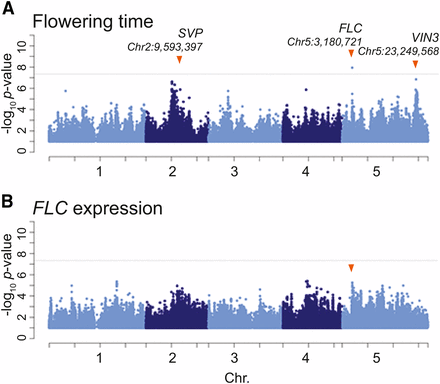 A
Flowering time
SVP
Chr2:9,593,397
FLC
Chr5:3,180,721
VIN3
Chr5:23,249,568
-log10 p-value
10
8
6
4
2
0
1 2 3 4 5
B
FLC expression
-log10 p-value
10
8
6
4
2
0
1 2 3 4 5
Chr.